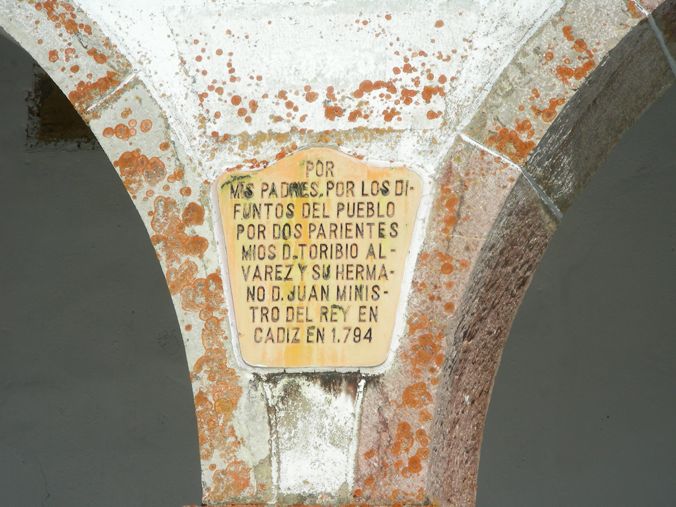 POR
MIS PADRES, POR LOS DI-
FUNTOS DEL PUEBLO
POR DOS PARIENTES
MIOS D. TORIBIO AL-
VAREZ Y SU HERMA-
NO D. JUAN MINIS-
TRO DEL REY EN
CADIZ EN 1.794